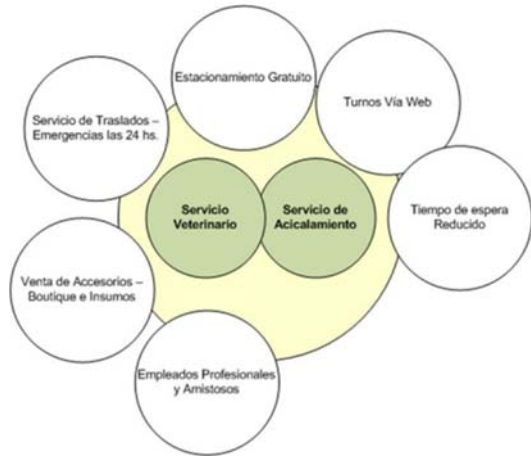 Estacionamiento Gratuito
Turnos Vía Web
Servicio de Traslados –
Emergencias las 24 hs.
Servicio
Veterinario
Servicio de
Acicalamiento
Tiempo de espera
Reducido
Venta de Accesorios –
Boutique e Insumos
Empleados Profesionales
y Amistosos